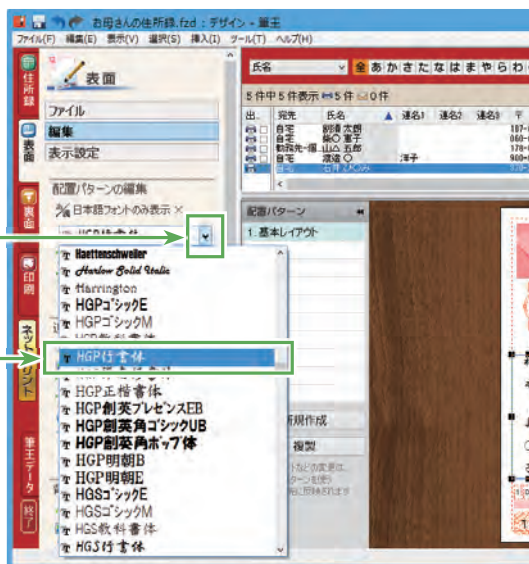 お母さんの住所録.fzd : デザイン - 筆王
ファイル(F) 編集(E) 表示(V) 選択(S) 挿入(I) ツール(T) ヘルプ(H)
住所録
表面
裏面
印刷
筆王データ
終了
表面
ファイル
編集
表示設定
配置パターンの編集
日本語フォントのみ表示 ×
Haettenschweiler
Harlow Solid Italic
Harrington
HGPゴシックE
HGPゴシックM
HGP教科書体
HGP行書体
HGP正楷書体
HGP創英プレゼンスEB
HGP創英角ゴシックUB
HGP創英角ポップ体
HGP明朝B
HGP明朝E
HGSゴシックE
HGSゴシックM
HGS教科書体
HGS行書体
氏名
全 あ か さ た な は ま や ら わ
5件中5件表示 5件 0件
出. 宛先 氏名 連名1 連名2 連名3 〒
自宅
自宅
自宅 洋子
自宅
配置パターン
1. 基本レイアウト
規作成
複製